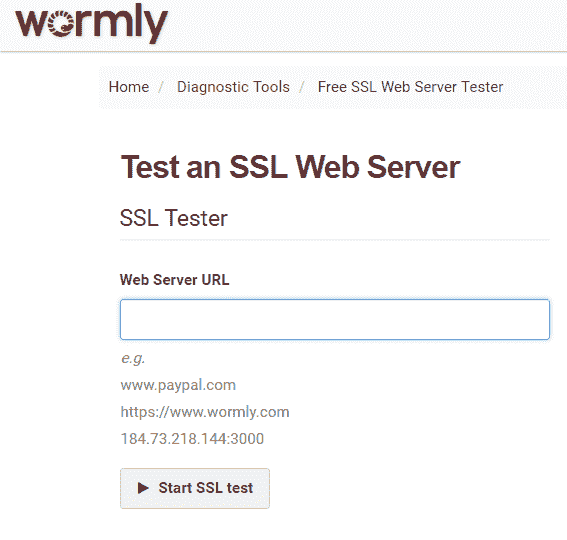 wormly
Home / Diagnostic Tools / Free SSL Web Server Tester
Test an SSL Web Server
SSL Tester
Web Server URL
e.g.
www.paypal.com
https://www.wormly.com
184.73.218.144:3000
Start SSL test